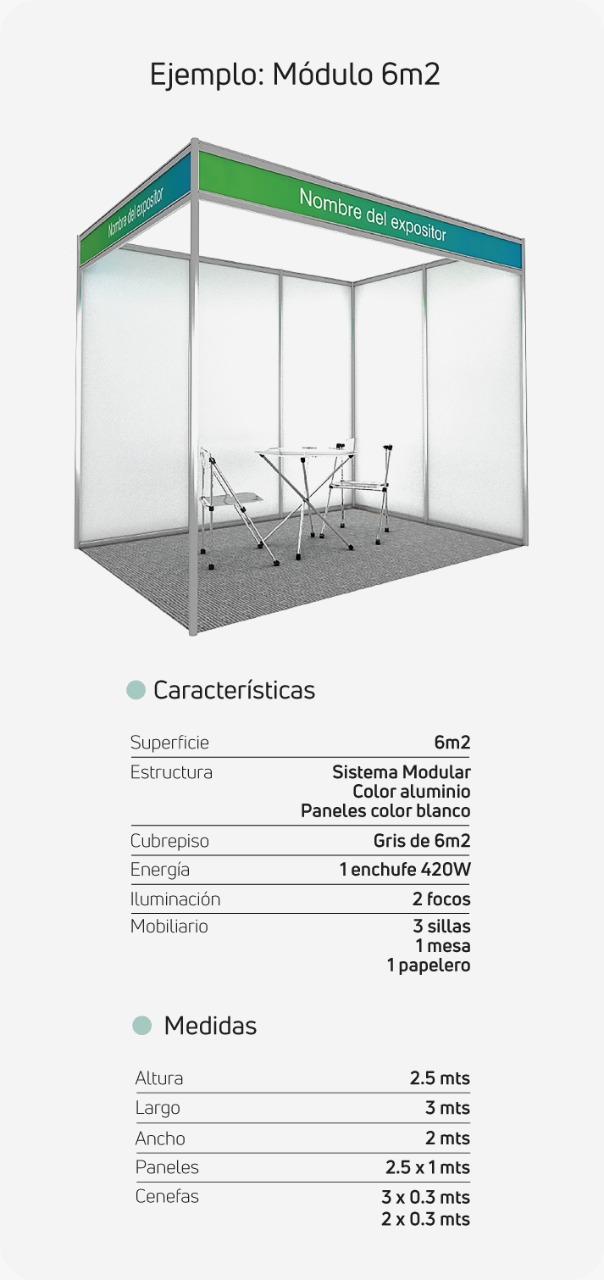 Ejemplo: Módulo 6m2
Nombre del expositor
Nombre del expositor
Características
Superficie 6m2
Estructura Sistema Modular
Color aluminio
Paneles color blanco
Cubrepiso Gris de 6m2
Energía 1 enchufe 420W
Iluminación 2 focos
Mobiliario 3 sillas
1 mesa
1 papelero
Medidas
Altura 2.5 mts
Largo 3 mts
Ancho 2 mts
Paneles 2.5 x 1 mts
Cenefas 3 x 0.3 mts
2 x 0.3 mts